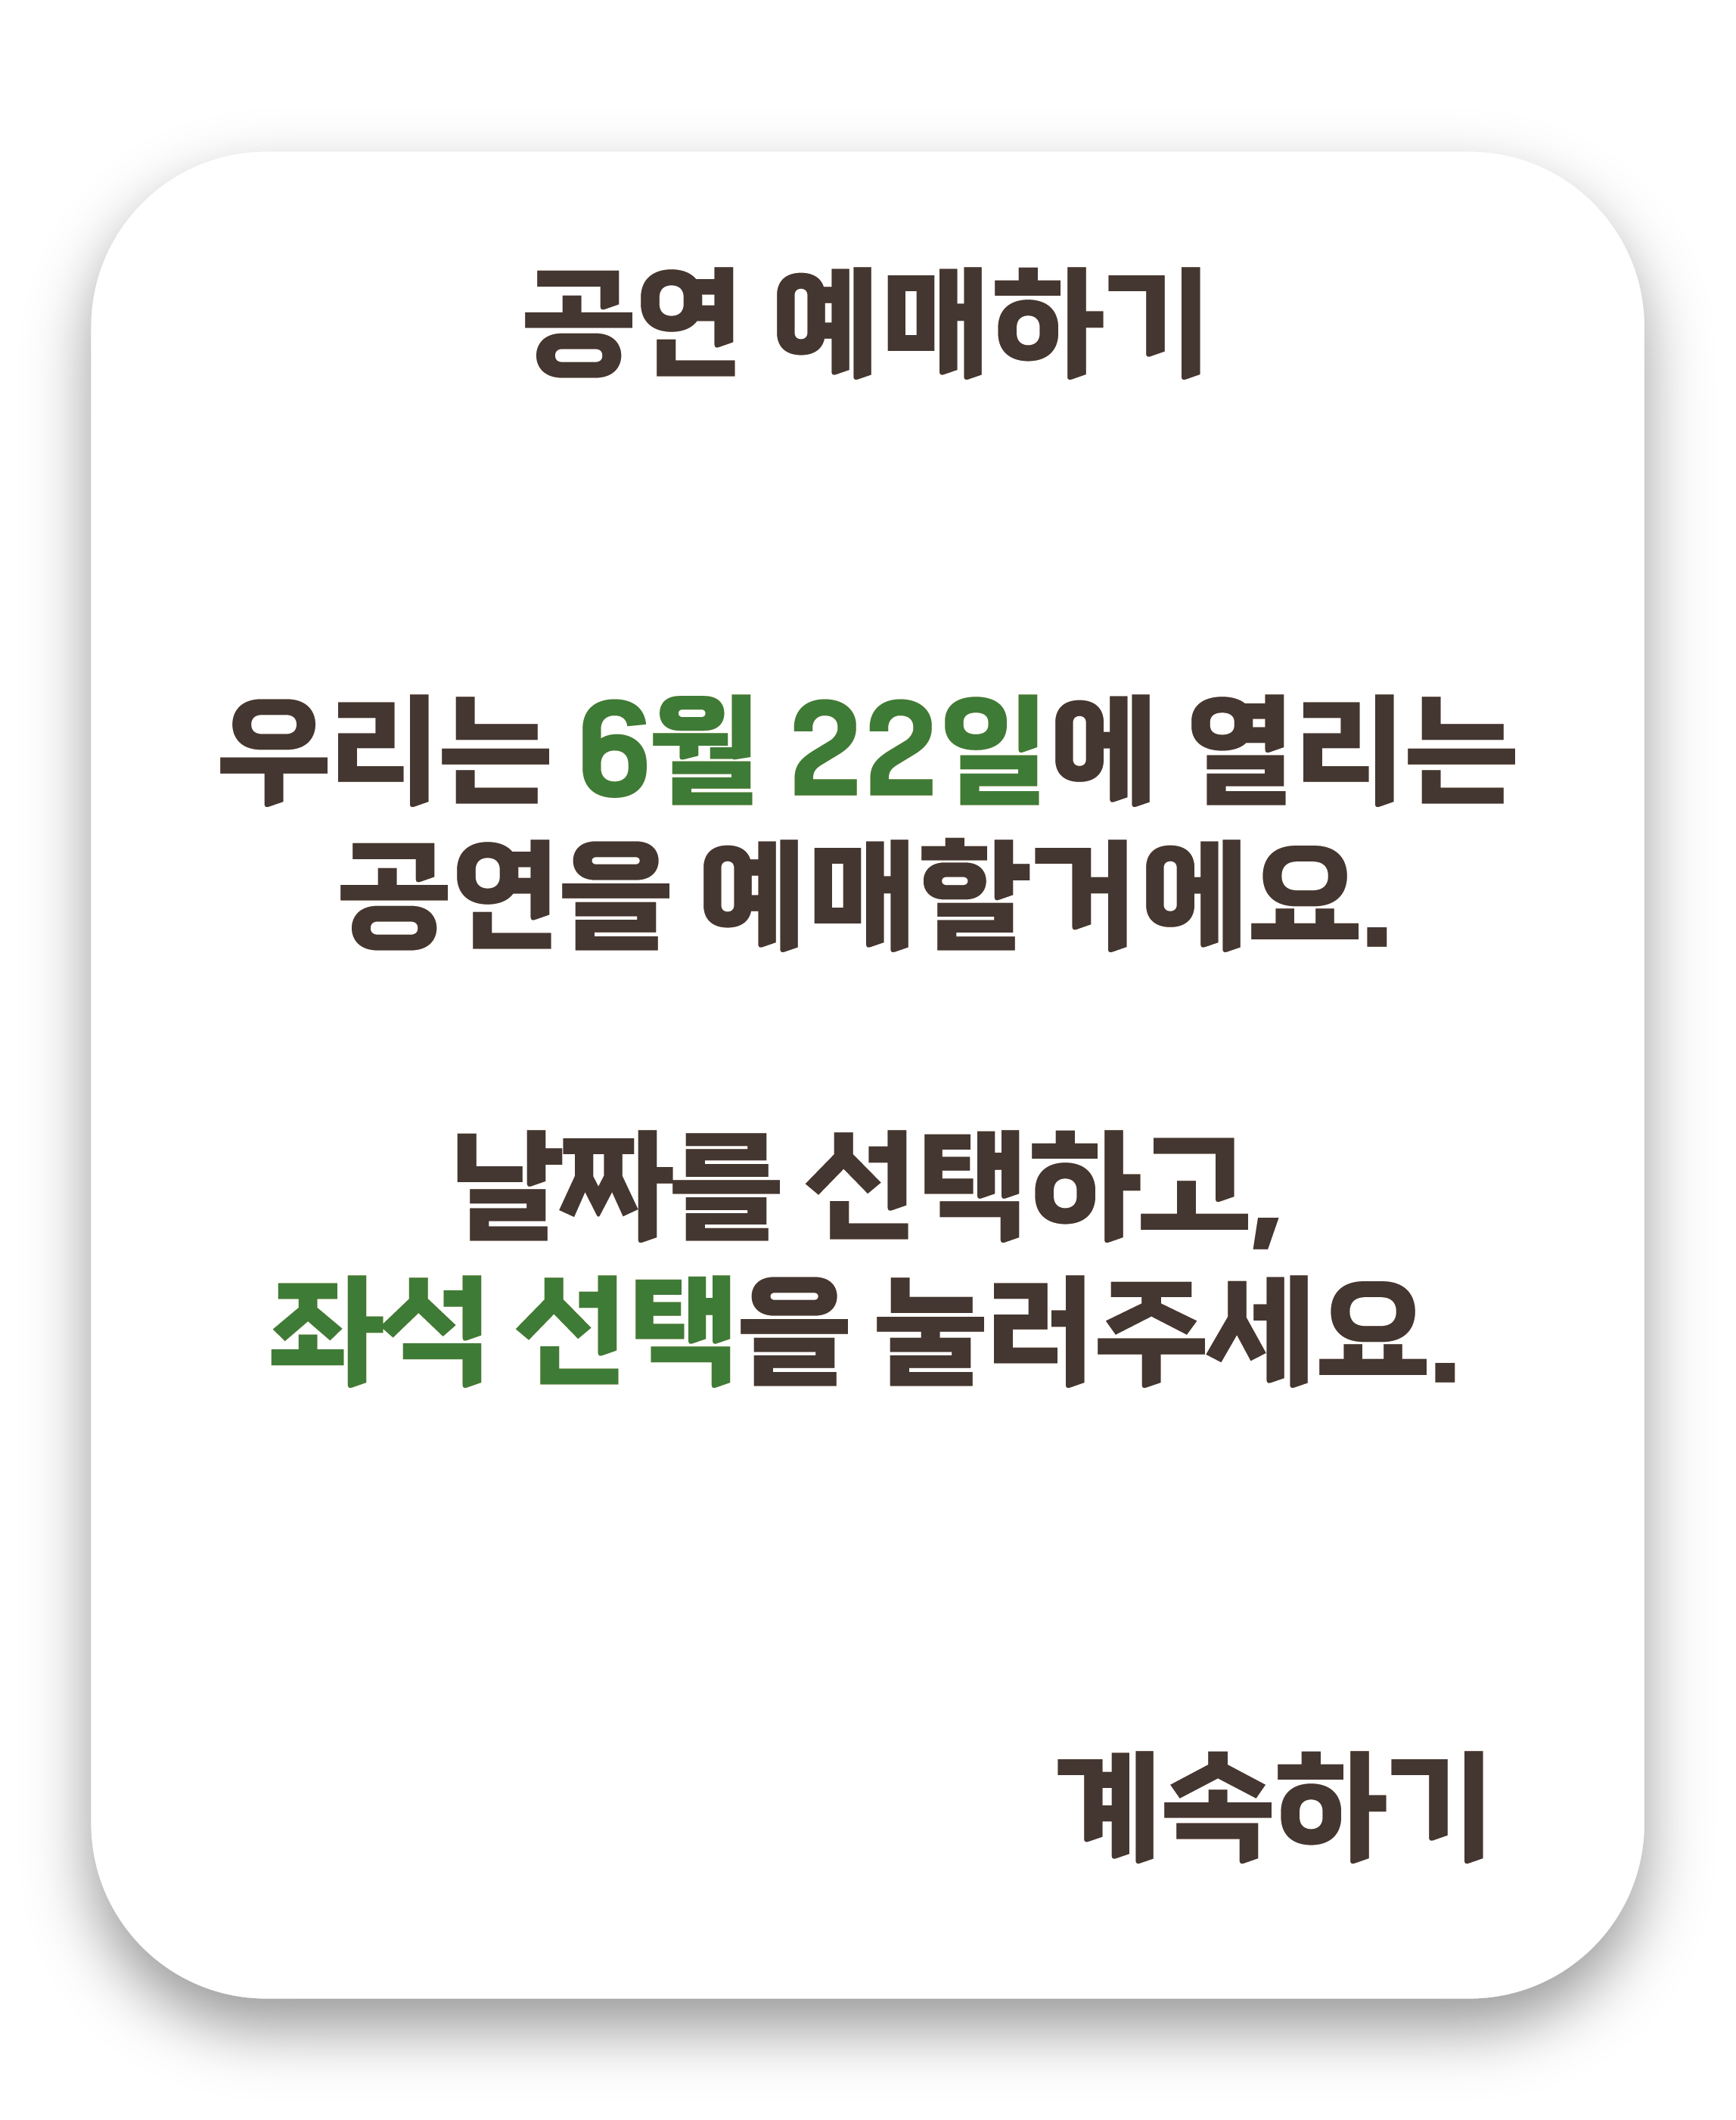 공연 예매하기
우리는 6월 22일에 열리는
공연을 예매할거에요.
날짜를 선택하고,
좌석 선택을 눌러주세요.
계속하기